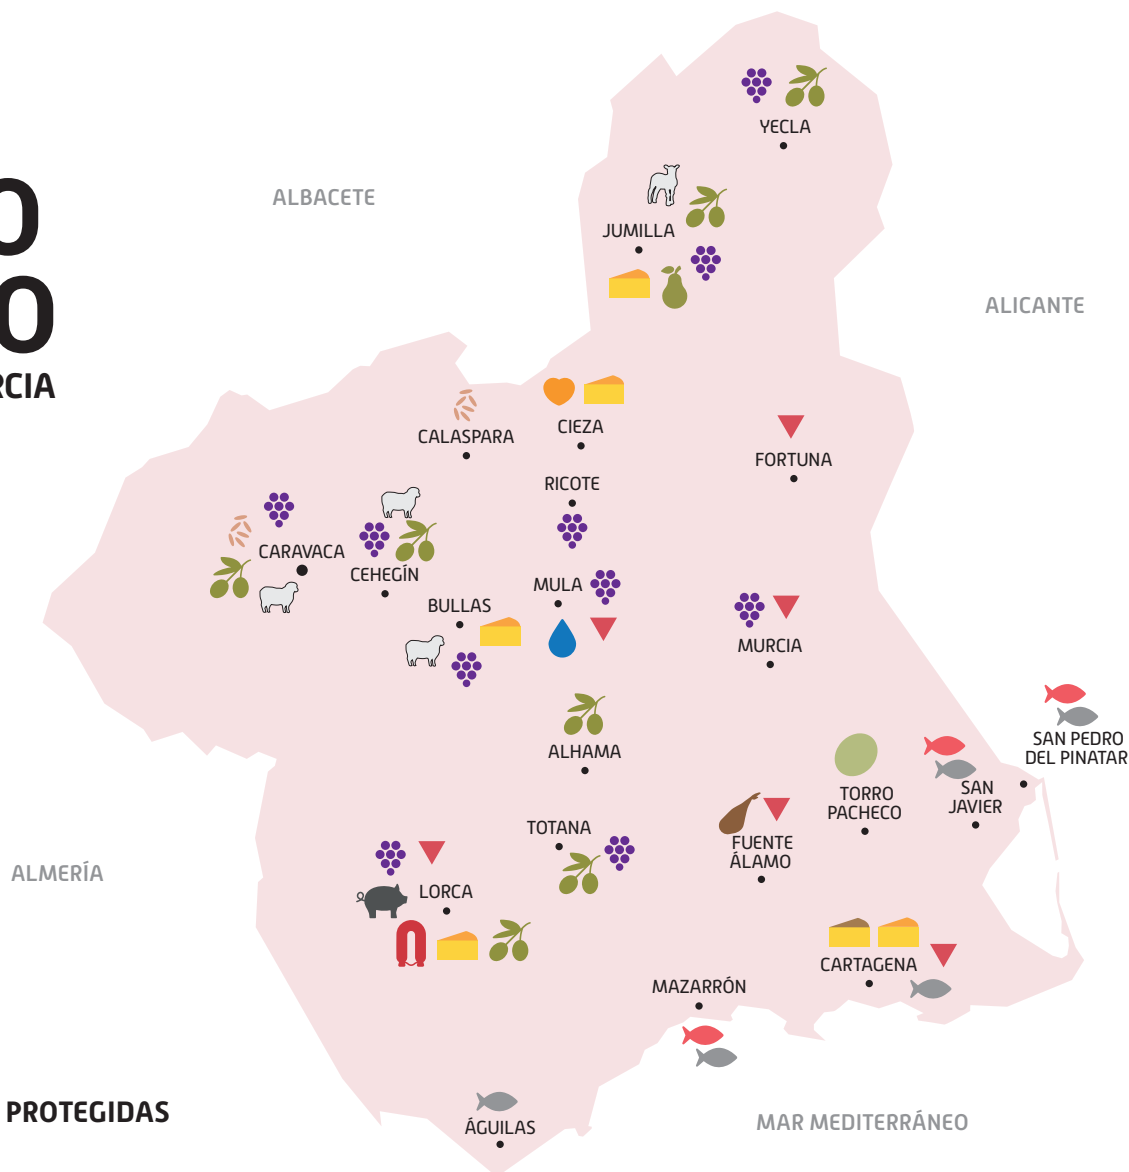 YECLA
ALBACETE
O
JUMILLA
O
ALICANTE
RCIA
CIEZA
CALASPARA
FORTUNA
RICOTE
CARAVACA
CEHEGÍN
MULA
BULLAS
MURCIA
SAN PEDRO
DEL PINATAR
ALHAMA
TORRO
PACHECO
SAN
JAVIER
TOTANA
FUENTE
ÁLAMO
ALMERÍA
LORCA
CARTAGENA
MAZARRÓN
PROTEGIDAS
ÁGUILAS
MAR MEDITERRÁNEO